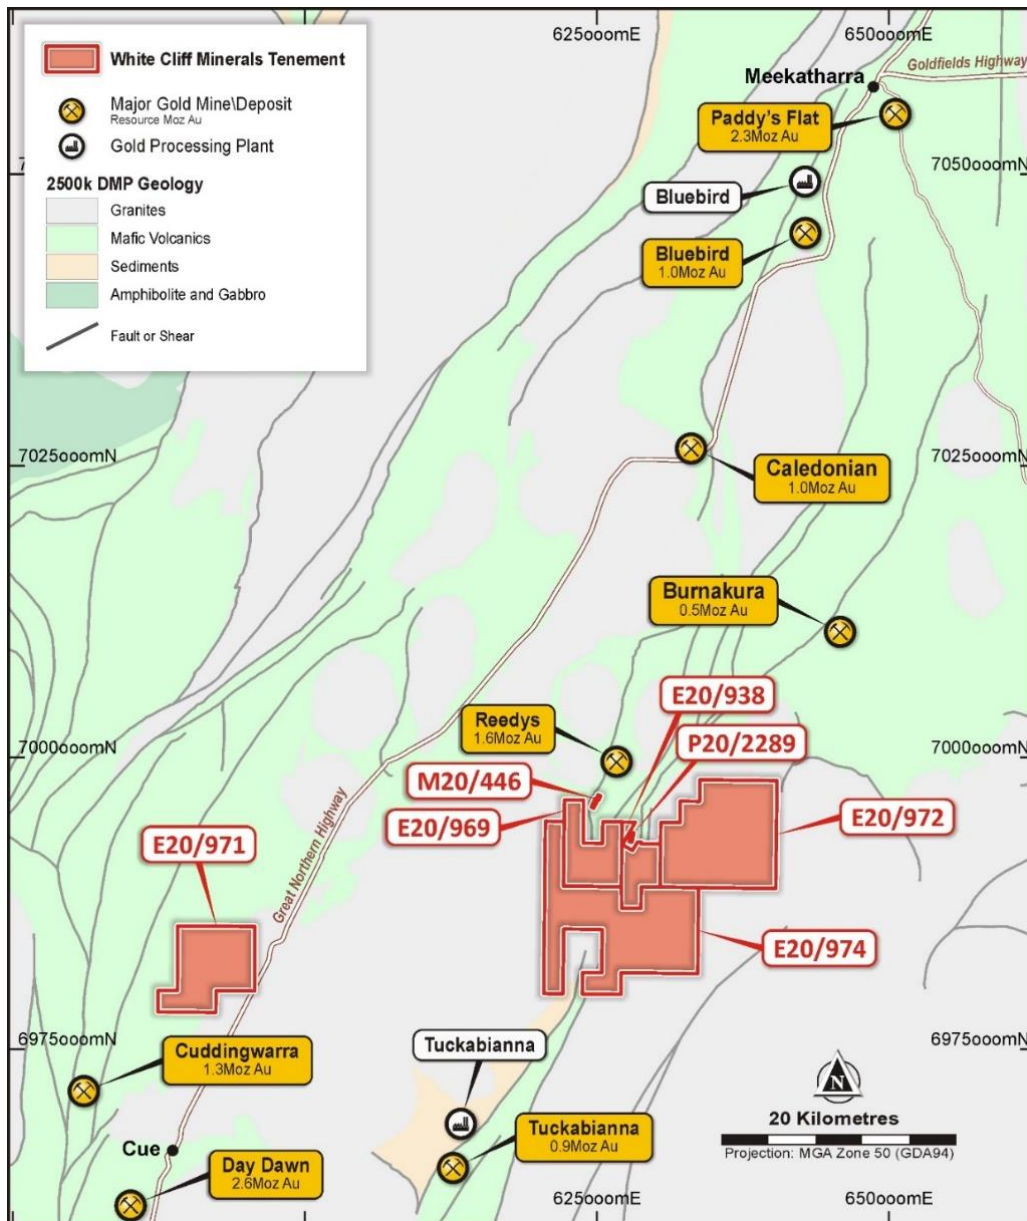 White Cliff Minerals Tenement
Major Gold Mine\Deposit
Resource Moz Au
Gold Processing Plant
2500k DMP Geology
Granites
Mafic Volcanics
Sediments
Amphibolite and Gabbro
Fault or Shear
625000mE
650000mE
Goldfields Highway
Meekatharra
Paddy's Flat
2.3Moz Au
7050000mN
Bluebird
Bluebird
1.0Moz Au
7025000mN
7025000mN
Caledonian
1.0Moz Au
Burnakura
0.5Moz Au
E20/938
Reedys
1.6Moz Au
P20/2289
7000000mN
7000000mN
M20/446
E20/969
E20/972
E20/971
Great Northern Highway
E20/974
6975000mN
6975000mN
Cuddingwarra
1.3Moz Au
Tuckabianna
N
20 Kilometres
Projection: MGA Zone 50 (GDA94)
Cue
Tuckabianna
0.9Moz Au
Day Dawn
2.6Moz Au
625000mE
650000mE